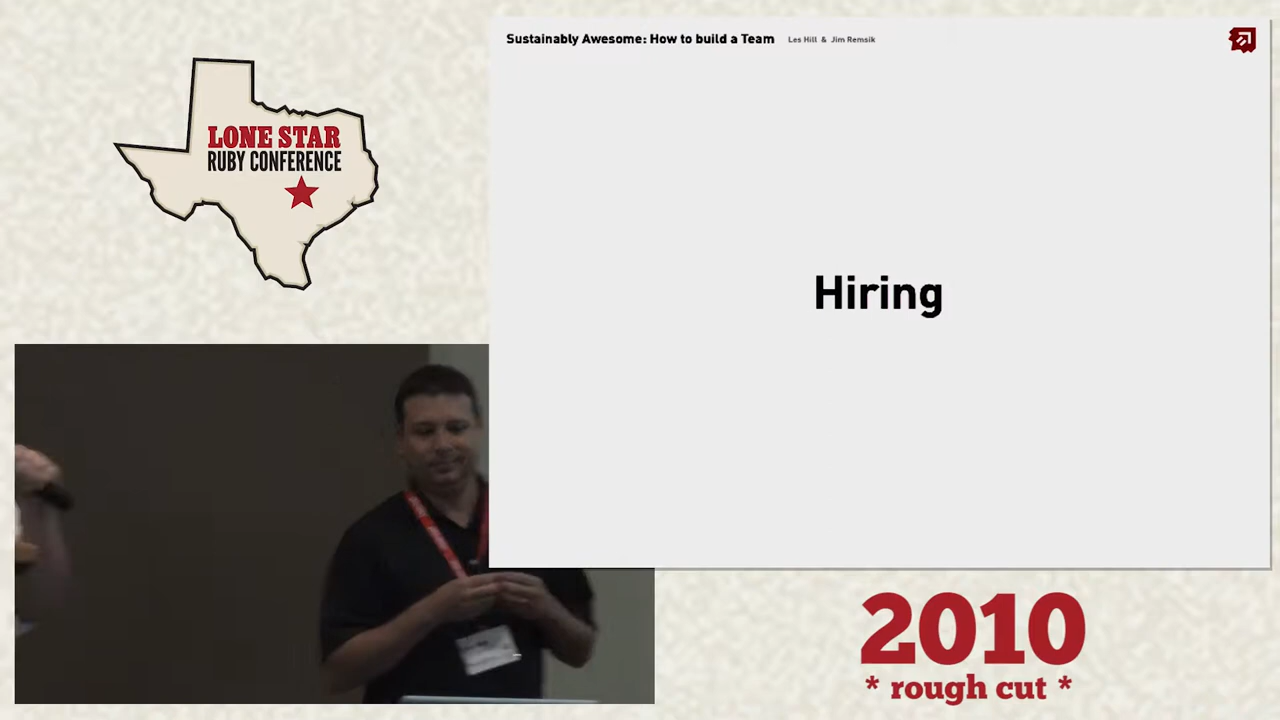 Sustainably Awesome: How to build a Team Les Hill & Jim Remsik
LONE STAR
RUBY CONFERENCE
Hiring
2010
* rough cut *